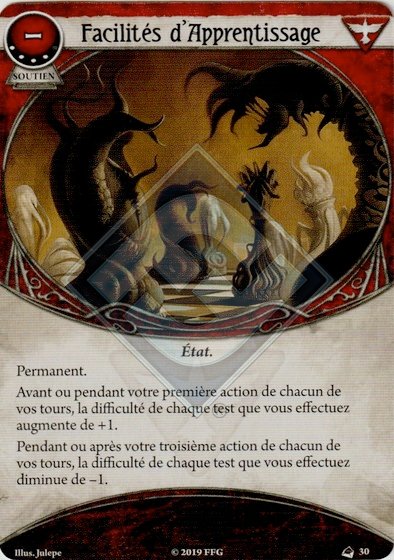 Facilités d'Apprentissage
SOUTIEN
État.
Permanent.
Avant ou pendant votre première action de chacun de
vos tours, la difficulté de chaque test que vous effectuez
augmente de +1.
Pendant ou après votre troisième action de chacun de
vos tours, la difficulté de chaque test que vous effectuez
diminue de –1.
Illus. Julepe
© 2019 FFG
30